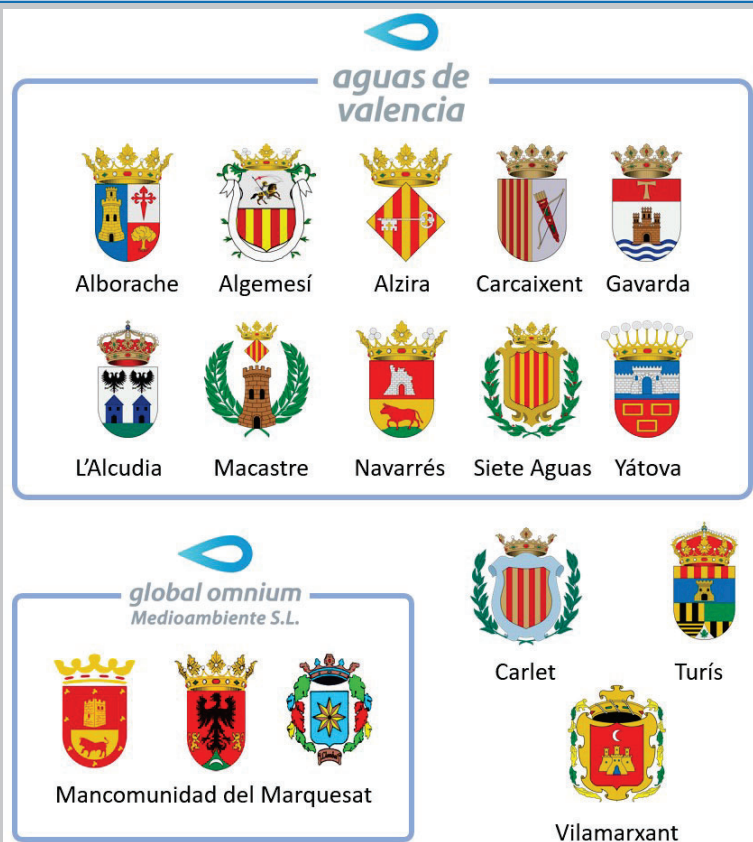 aguas de
valencia
Alborache Algemesí Alzira Carcaixent Gavarda
L'Alcudia Macastre Navarrés Siete Aguas Yátova
global omnium
Medioambiente S.L.
Mancomunidad del Marquesat
Carlet Turís
Vilamarxant